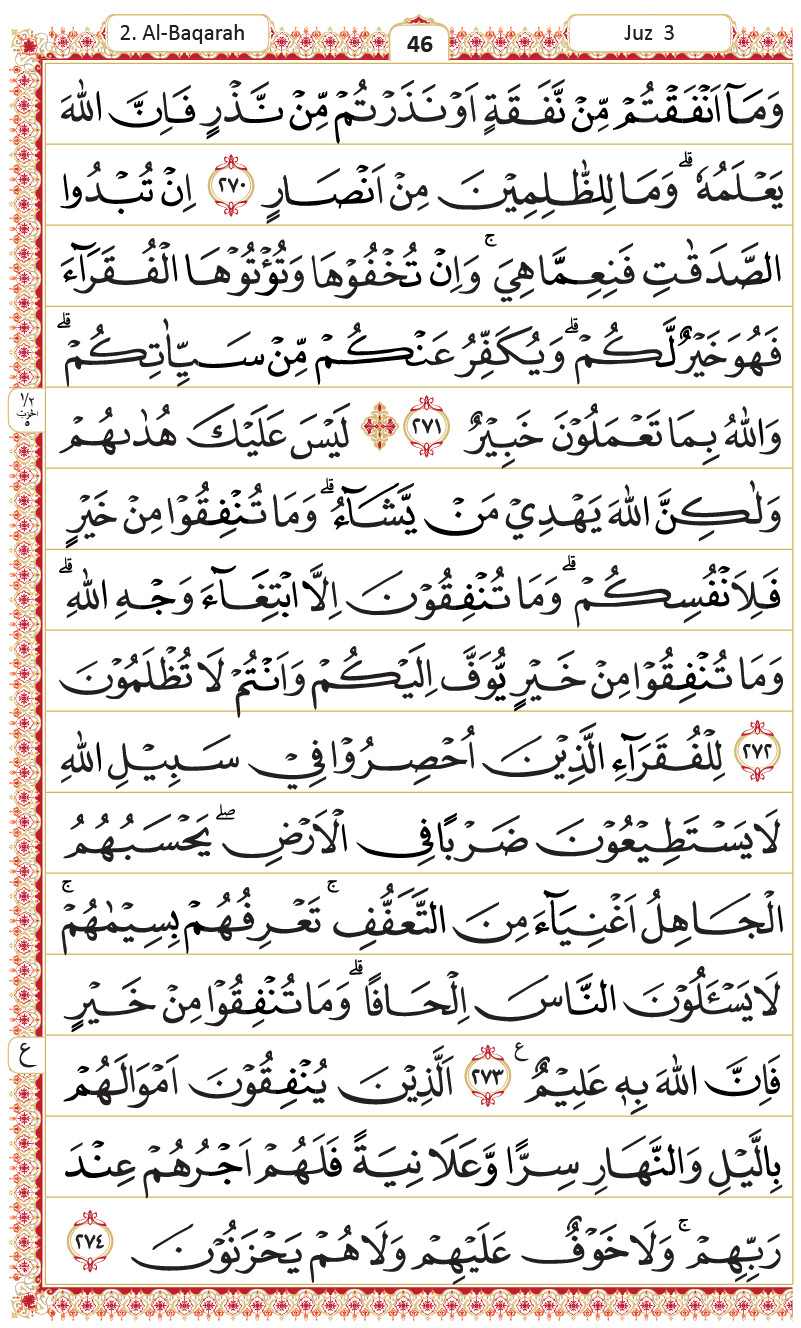 2. Al-Baqarah
46
Juz 3
وَمَآ اَنْفَقْتُمْ مِّنْ نَّفَقَةٍ اَوْ نَذَرْتُمْ مِّنْ نَّذْرٍ فَاِنَّ اللّٰهَ
يَعْلَمُهٗ ۗ وَمَا لِلظّٰلِمِيْنَ مِنْ اَنْصَارٍ ٢٧٠ اِنْ تُبْدُوا
الصَّدَقٰتِ فَنِعِمَّا هِيَ ۚ وَاِنْ تُخْفُوْهَا وَتُؤْتُوْهَا الْفُقَرَآءَ
فَهُوَ خَيْرٌ لَّكُمْ ۗ وَيُكَفِّرُ عَنْكُمْ مِّنْ سَيِّاٰتِكُمْ ۗ
وَاللّٰهُ بِمَا تَعْمَلُوْنَ خَبِيْرٌ ٢٧١ لَيْسَ عَلَيْكَ هُدٰىهُمْ
١/٢
الحزب
٥
وَلٰكِنَّ اللّٰهَ يَهْدِيْ مَنْ يَّشَآءُ ۗ وَمَا تُنْفِقُوْا مِنْ خَيْرٍ
فَلِاَنْفُسِكُمْ ۗ وَمَا تُنْفِقُوْنَ اِلَّا ابْتِغَآءَ وَجْهِ اللّٰهِ ۗ
وَمَا تُنْفِقُوْا مِنْ خَيْرٍ يُّوَفَّ اِلَيْكُمْ وَاَنْتُمْ لَا تُظْلَمُوْنَ
٢٧٢ لِلْفُقَرَآءِ الَّذِيْنَ اُحْصِرُوْا فِيْ سَبِيْلِ اللّٰهِ
لَا يَسْتَطِيْعُوْنَ ضَرْبًا فِى الْاَرْضِ ۖ يَحْسَبُهُمُ
الْجَاهِلُ اَغْنِيَآءَ مِنَ التَّعَفُّفِ ۚ تَعْرِفُهُمْ بِسِيْمٰهُمْ ۚ
لَا يَسْـَٔلُوْنَ النَّاسَ اِلْحَافًا ۗ وَمَا تُنْفِقُوْا مِنْ خَيْرٍ
فَاِنَّ اللّٰهَ بِهٖ عَلِيْمٌ ࣖ ٢٧٣ اَلَّذِيْنَ يُنْفِقُوْنَ اَمْوَالَهُمْ
ع
بِالَّيْلِ وَالنَّهَارِ سِرًّا وَّعَلَانِيَةً فَلَهُمْ اَجْرُهُمْ عِنْدَ
رَبِّهِمْ ۚ وَلَا خَوْفٌ عَلَيْهِمْ وَلَا هُمْ يَحْزَنُوْنَ ٢٧٤